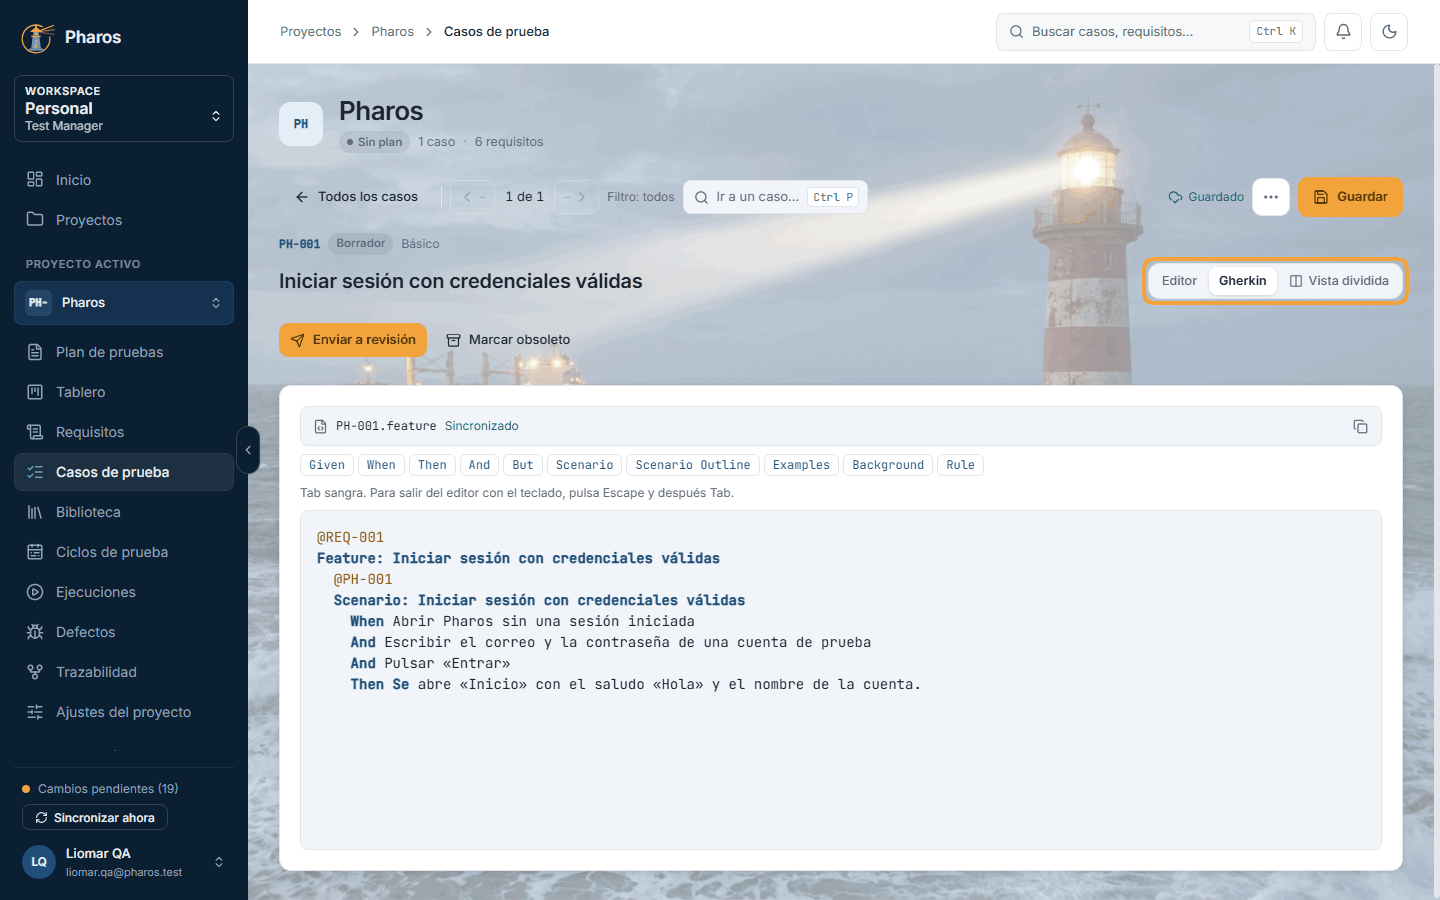 Pharos
WORKSPACE
Personal
Test Manager
Inicio
Proyectos
PROYECTO ACTIVO
PH- Pharos
Plan de pruebas
Tablero
Requisitos
Casos de prueba
Biblioteca
Ciclos de prueba
Ejecuciones
Defectos
Trazabilidad
Ajustes del proyecto
Cambios pendientes (19)
Sincronizar ahora
LQ Liomar QA
liomar.qa@pharos.test
Proyectos > Pharos > Casos de prueba
Buscar casos, requisitos... Ctrl K
PH Pharos
Sin plan 1 caso · 6 requisitos
Todos los casos 1 de 1 Filtro: todos Ir a un caso... Ctrl P Guardado ... Guardar
PH-001 Borrador Básico
Iniciar sesión con credenciales válidas Editor Gherkin Vista dividida
Enviar a revisión Marcar obsoleto
PH-001.feature Sincronizado
Given When Then And But Scenario Scenario Outline Examples Background Rule
Tab sangra. Para salir del editor con el teclado, pulsa Escape y después Tab.
@REQ-001
Feature: Iniciar sesión con credenciales válidas
@PH-001
Scenario: Iniciar sesión con credenciales válidas
When Abrir Pharos sin una sesión iniciada
And Escribir el correo y la contraseña de una cuenta de prueba
And Pulsar «Entrar»
Then Se abre «Inicio» con el saludo «Hola» y el nombre de la cuenta.